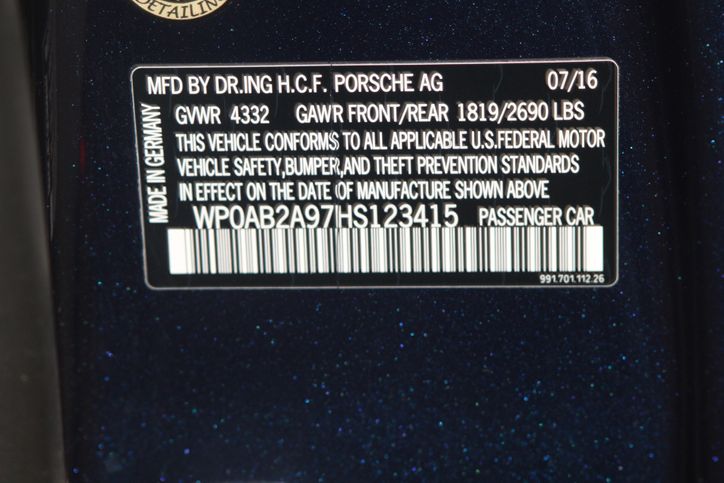 DETAILING
MFD BY DR.ING H.C.F. PORSCHE AG 07/16
GVWR 4332 GAWR FRONT/REAR 1819/2690 LBS
THIS VEHICLE CONFORMS TO ALL APPLICABLE U.S.FEDERAL MOTOR
VEHICLE SAFETY,BUMPER,AND THEFT PREVENTION STANDARDS
IN EFFECT ON THE DATE OF MANUFACTURE SHOWN ABOVE
MADE IN GERMANY
WP0AB2A97HS123415 PASSENGER CAR
991.701.112.26